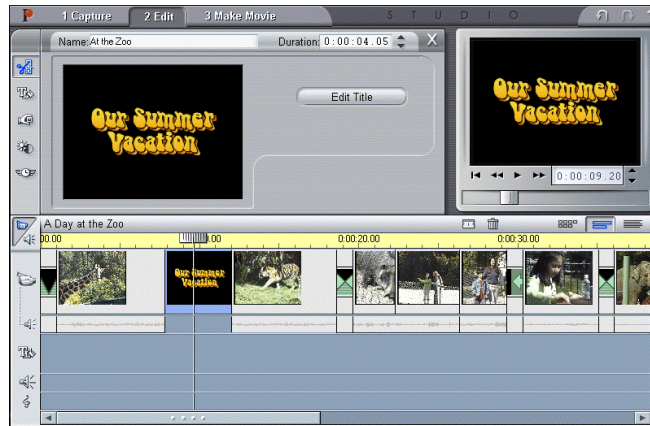 1 Capture 2 Edit 3 Make Movie S T U D I O
Name: At the Zoo Duration: 0:00:04.05 X
Our Summer
Vacation
Edit Title
Our Summer
Vacation
0:00:09.20
A Day at the Zoo
00.00 0:00:20.00 0:00:30.00
Our Summer
Vacation